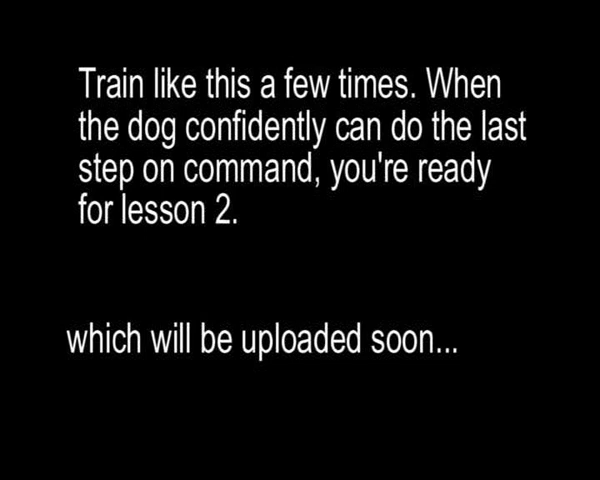 Train like this a few times. When
the dog confidently can do the last
step on command, you're ready
for lesson 2.
which will be uploaded soon...